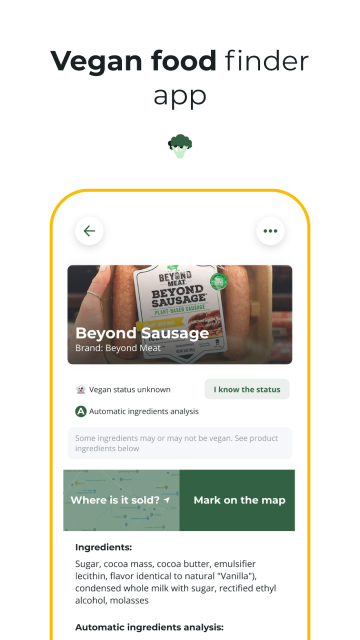 Vegan food finder
app
BEYOND
MEAT
BEYOND
SAUSAGE
PLANT-BASED SAUSAGE
Beyond Sausage
Brand: Beyond Meat
Vegan status unknown
I know the status
A Automatic ingredients analysis
Some ingredients may or may not be vegan. See product
ingredients below
Where is it sold?
Mark on the map
Ingredients:
Sugar, cocoa mass, cocoa butter, emulsifier
lecithin, flavor identical to natural "Vanilla"),
condensed whole milk with sugar, rectified ethyl
alcohol, molasses
Automatic ingredients analysis: